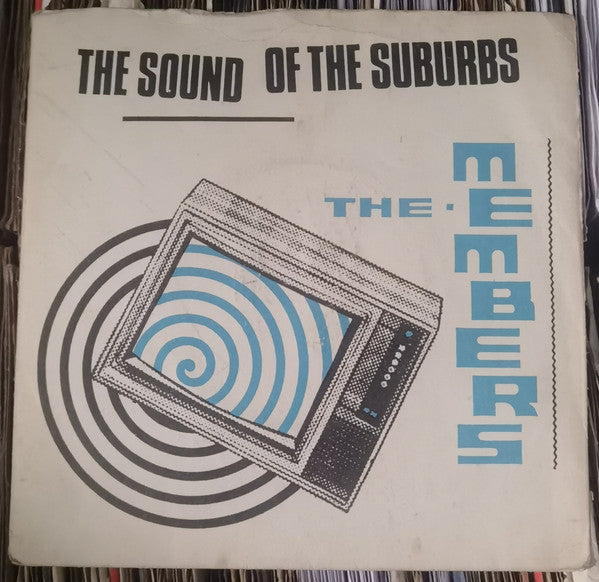 THE SOUND OF THE SUBURBS
THE · MEMBERS